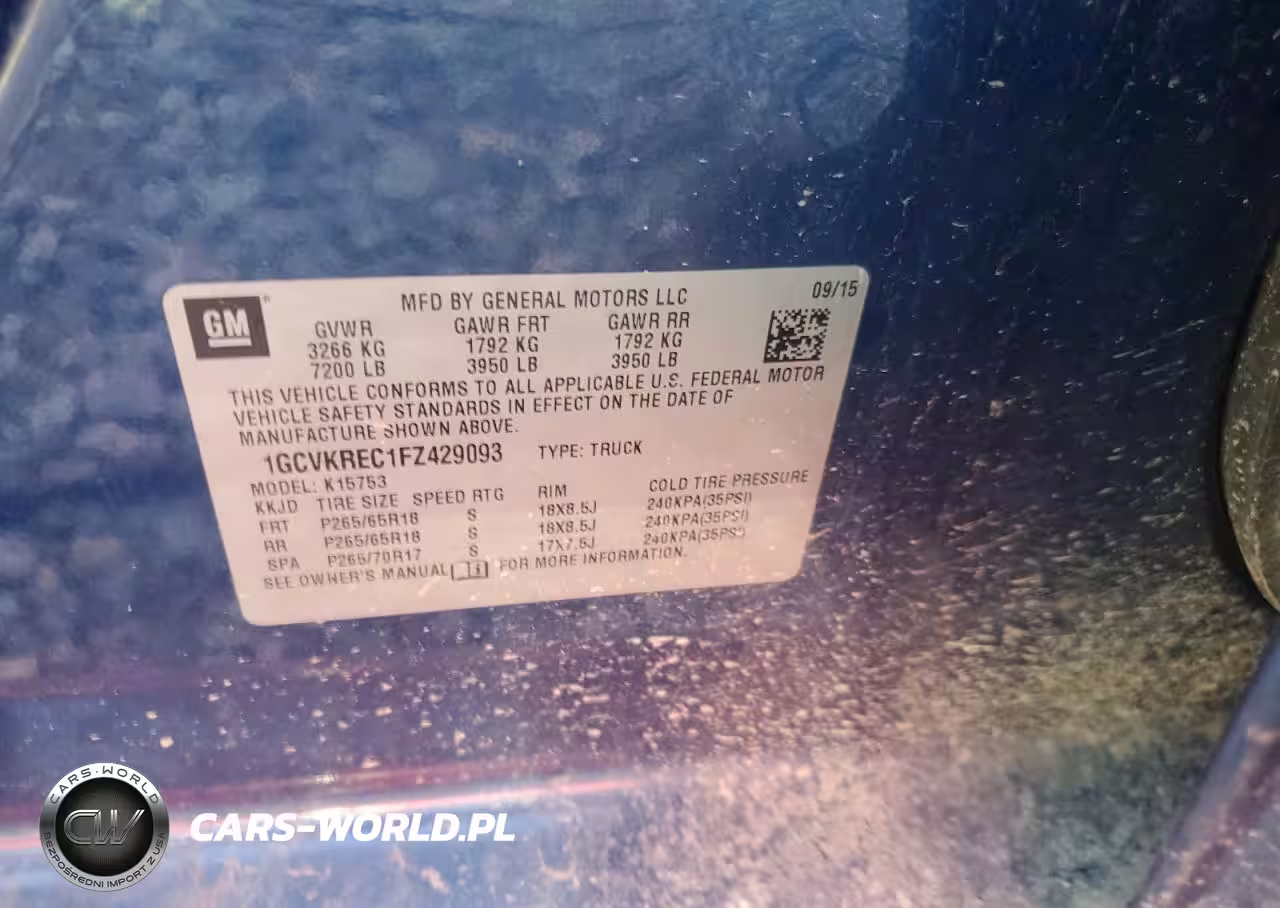 GM®
MFD BY GENERAL MOTORS LLC
09/15
GVWR GAWR FRT GAWR RR
3266 KG 1792 KG 1792 KG
7200 LB 3950 LB 3950 LB
THIS VEHICLE CONFORMS TO ALL APPLICABLE U.S. FEDERAL MOTOR
VEHICLE SAFETY STANDARDS IN EFFECT ON THE DATE OF
MANUFACTURE SHOWN ABOVE.
1GCVKREC1FZ429093 TYPE: TRUCK
MODEL: K15753
KKJD TIRE SIZE SPEED RTG RIM COLD TIRE PRESSURE
FRT P265/65R18 S 18X8.5J 240KPA(35PSI)
RR P265/65R18 S 18X8.5J 240KPA(35PSI)
SPA P265/70R17 S 17X7.5J 240KPA(35PSI)
SEE OWNER'S MANUAL FOR MORE INFORMATION.
CARS-WORLD
CW
BEZPOŚREDNI IMPORT Z USA
CARS-WORLD.PL